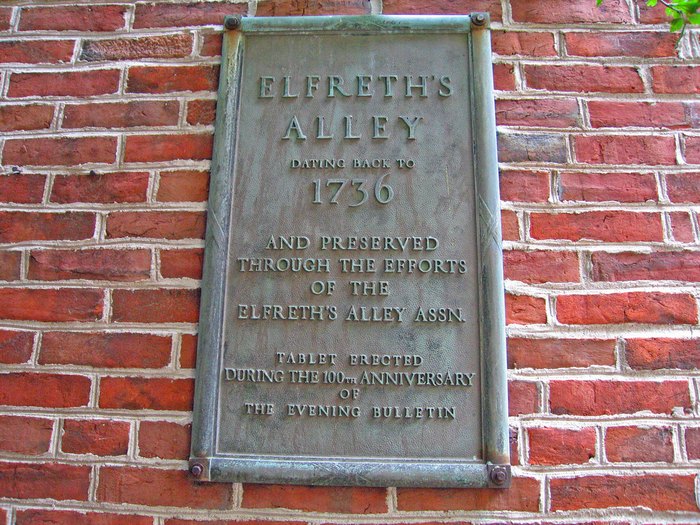 ELFRETH'S
ALLEY
DATING BACK TO
1736
AND PRESERVED
THROUGH THE EFFORTS
OF THE
ELFRETH'S ALLEY ASSN.
TABLET ERECTED
DURING THE 100TH ANNIVERSARY
OF
THE EVENING BULLETIN